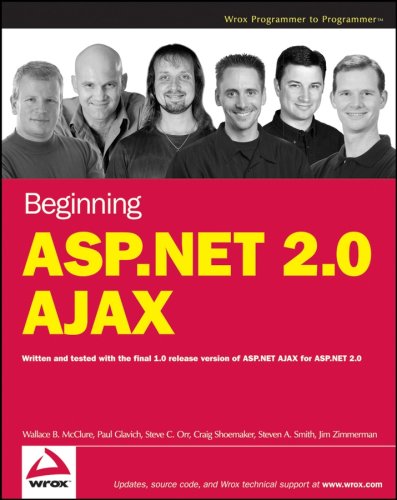 Wrox Programmer to Programmer™
Beginning
ASP.NET 2.0
AJAX
Written and tested with the final 1.0 release version of ASP.NET AJAX for ASP.NET 2.0
Wallace B. McClure, Paul Glavich, Steve C. Orr, Craig Shoemaker, Steven A. Smith, Jim Zimmerman
wrox™
Updates, source code, and Wrox technical support at www.wrox.com